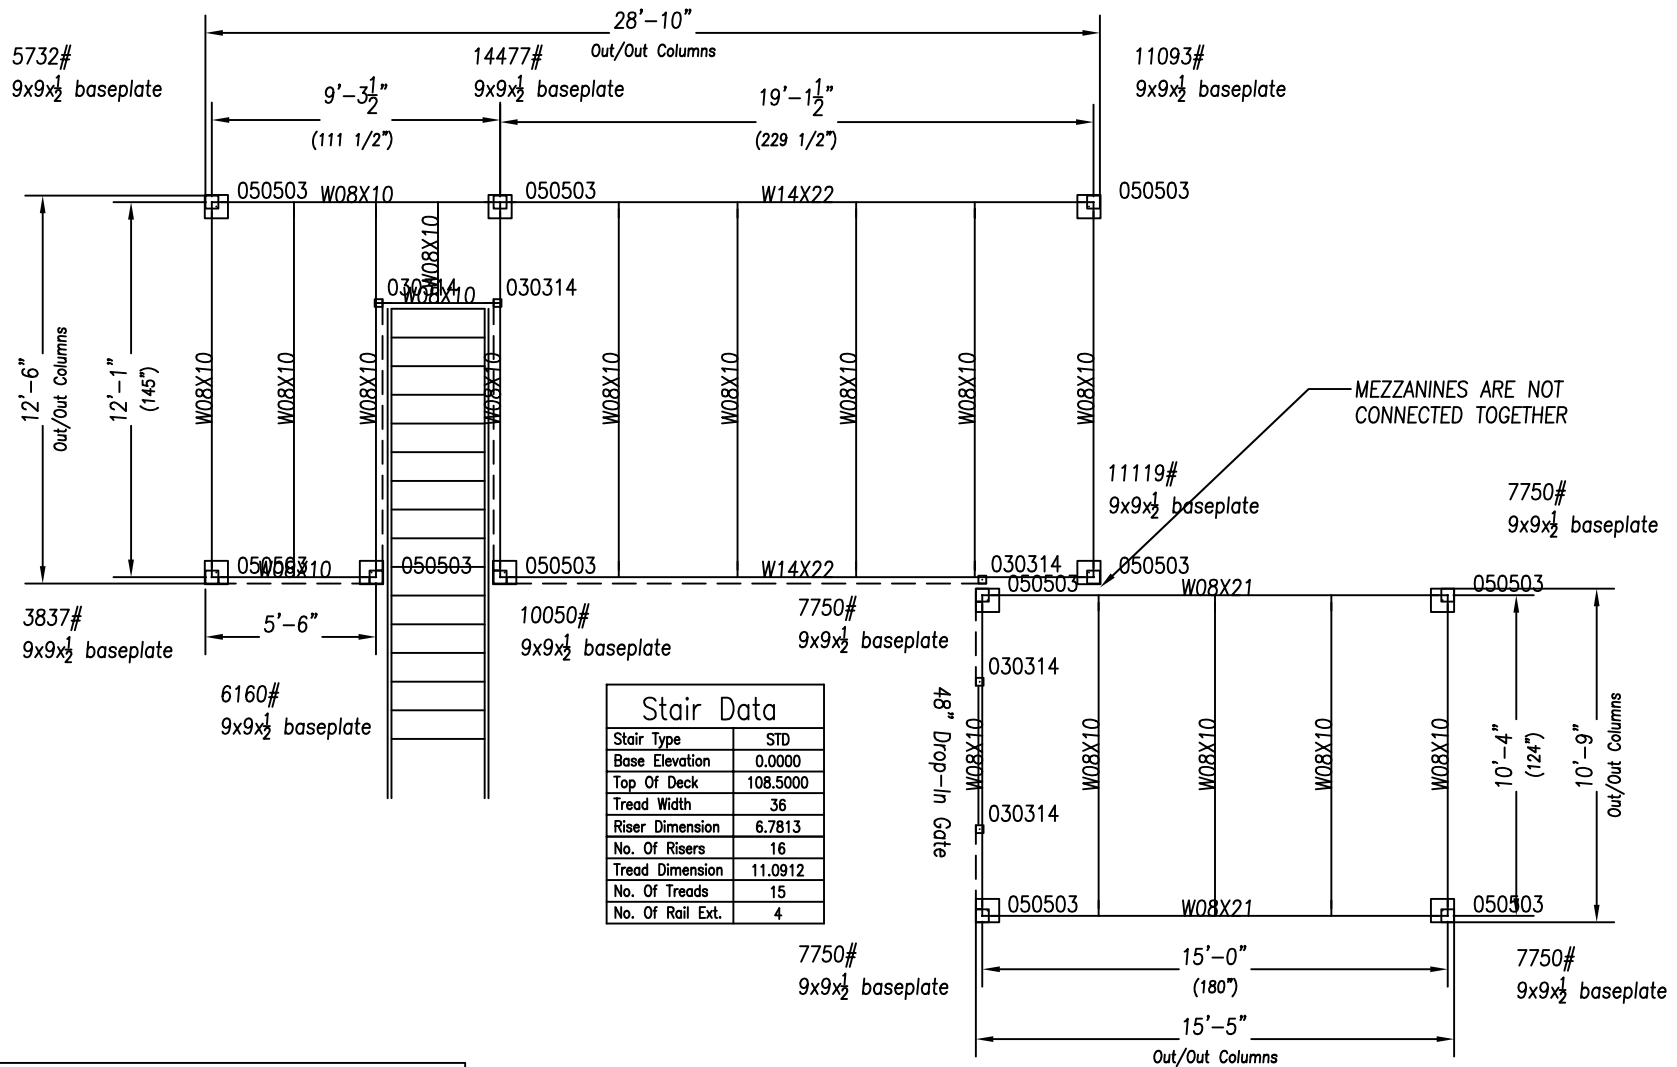 28'-10"
Out/Out Columns
5732#
9x9x1/2 baseplate
14477#
9x9x1/2 baseplate
11093#
9x9x1/2 baseplate
9'-3 1/2"
(111 1/2")
19'-1 1/2"
(229 1/2")
050503
W08X10
050503
W14X22
050503
W08X10
030314
W08X10
030314
12'-6"
Out/Out Columns
12'-1"
(145")
W08X10
W08X10
W08X10
W08X10
W08X10
W08X10
W08X10
W08X10
W08X10
MEZZANINES ARE NOT
CONNECTED TOGETHER
11119#
9x9x1/2 baseplate
7750#
9x9x1/2 baseplate
050503
W08X10
050503
050503
W14X22
030314
050503
050503
W08X21
050503
3837#
9x9x1/2 baseplate
5'-6"
10050#
9x9x1/2 baseplate
7750#
9x9x1/2 baseplate
6160#
9x9x1/2 baseplate
030314
48" Drop-In Gate
W08X10
W08X10
W08X10
W08X10
W08X10
10'-4"
(124")
10'-9"
Out/Out Columns
030314
Stair Data
Stair Type STD
Base Elevation 0.0000
Top Of Deck 108.5000
Tread Width 36
Riser Dimension 6.7813
No. Of Risers 16
Tread Dimension 11.0912
No. Of Treads 15
No. Of Rail Ext. 4
050503
W08X21
050503
7750#
9x9x1/2 baseplate
15'-0"
(180")
7750#
9x9x1/2 baseplate
15'-5"
Out/Out Columns